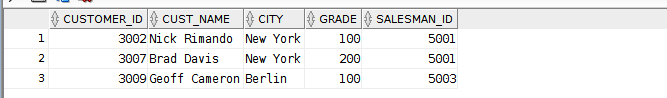 CUSTOMER_ID CUST_NAME CITY GRADE SALESMAN_ID
1 3002 Nick Rimando New York 100 5001
2 3007 Brad Davis New York 200 5001
3 3009 Geoff Cameron Berlin 100 5003